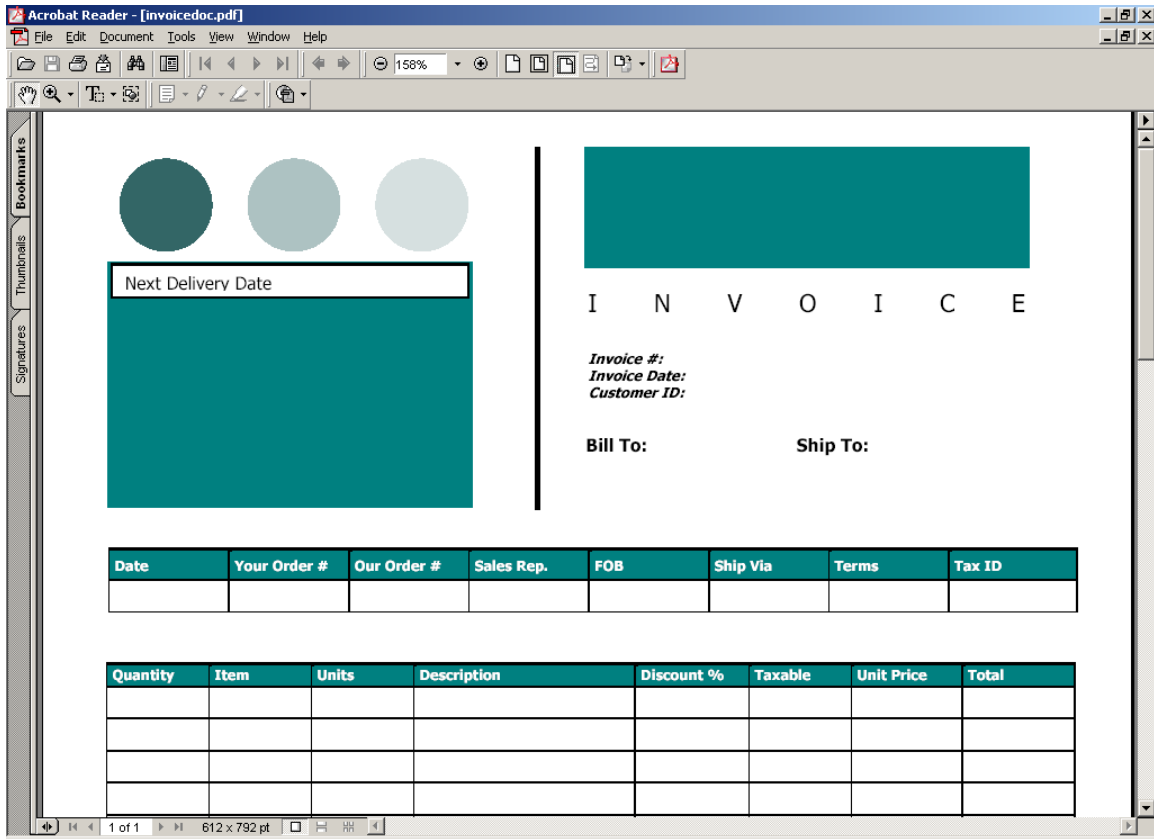 Acrobat Reader - [invoicedoc.pdf]
File Edit Document Tools View Window Help
158%
Bookmarks
Thumbnails
Signatures
Next Delivery Date
I N V O I C E
Invoice #:
Invoice Date:
Customer ID:
Bill To: Ship To:
Date Your Order # Our Order # Sales Rep. FOB Ship Via Terms Tax ID
Quantity Item Units Description Discount % Taxable Unit Price Total
1 of 1 612 x 792 pt